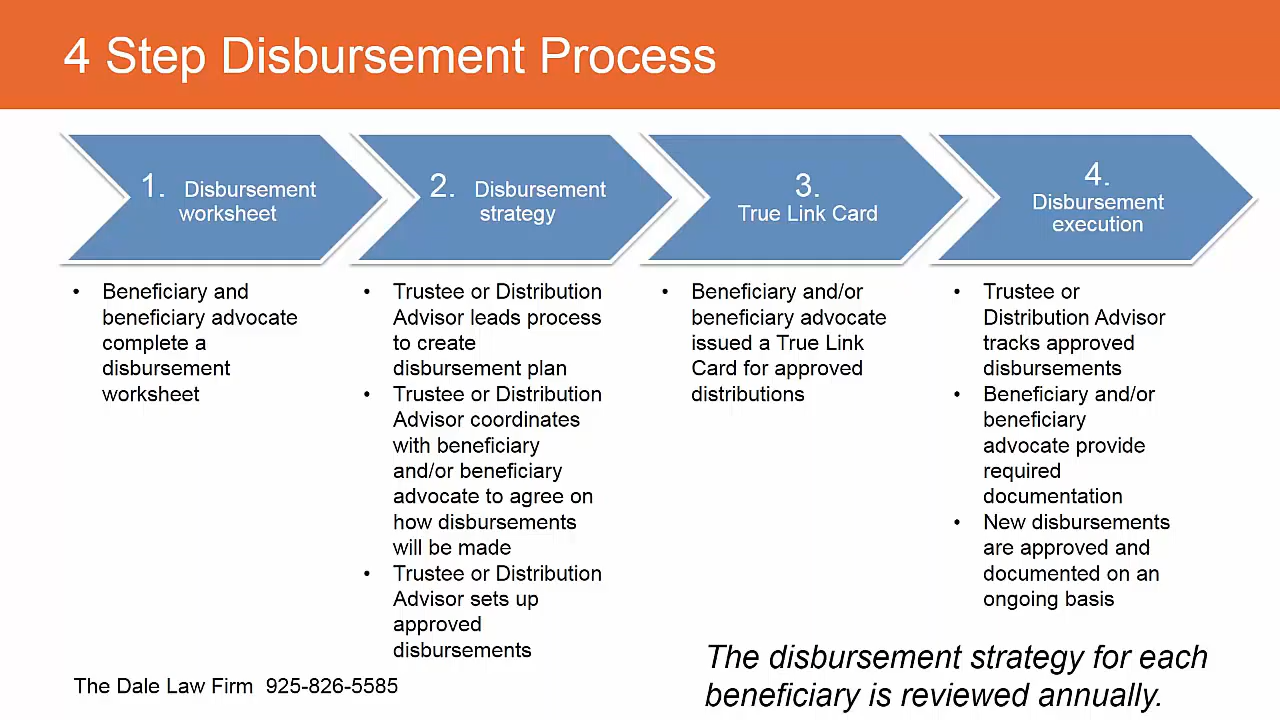 4 Step Disbursement Process
1. Disbursement
worksheet
• Beneficiary and
beneficiary advocate
complete a
disbursement
worksheet
2. Disbursement
strategy
• Trustee or Distribution
Advisor leads process
to create
disbursement plan
• Trustee or Distribution
Advisor coordinates
with beneficiary
and/or beneficiary
advocate to agree on
how disbursements
will be made
• Trustee or Distribution
Advisor sets up
approved
disbursements
3.
True Link Card
• Beneficiary and/or
beneficiary advocate
issued a True Link
Card for approved
distributions
4.
Disbursement
execution
• Trustee or
Distribution Advisor
tracks approved
disbursements
• Beneficiary and/or
beneficiary
advocate provide
required
documentation
• New disbursements
are approved and
documented on an
ongoing basis
The disbursement strategy for each
beneficiary is reviewed annually.
The Dale Law Firm 925-826-5585